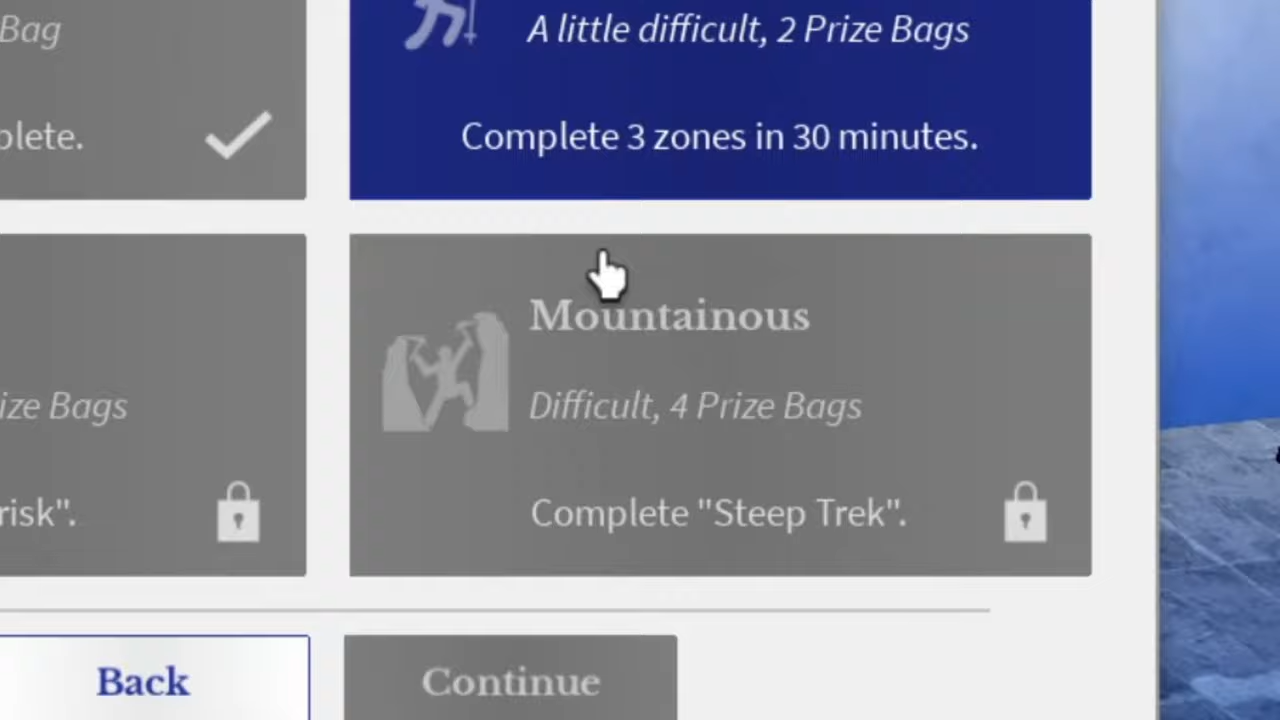 Bag
A little difficult, 2 Prize Bags
plete.
Complete 3 zones in 30 minutes.
Mountainous
ize Bags
Difficult, 4 Prize Bags
risk".
Complete "Steep Trek".
Back
Continue